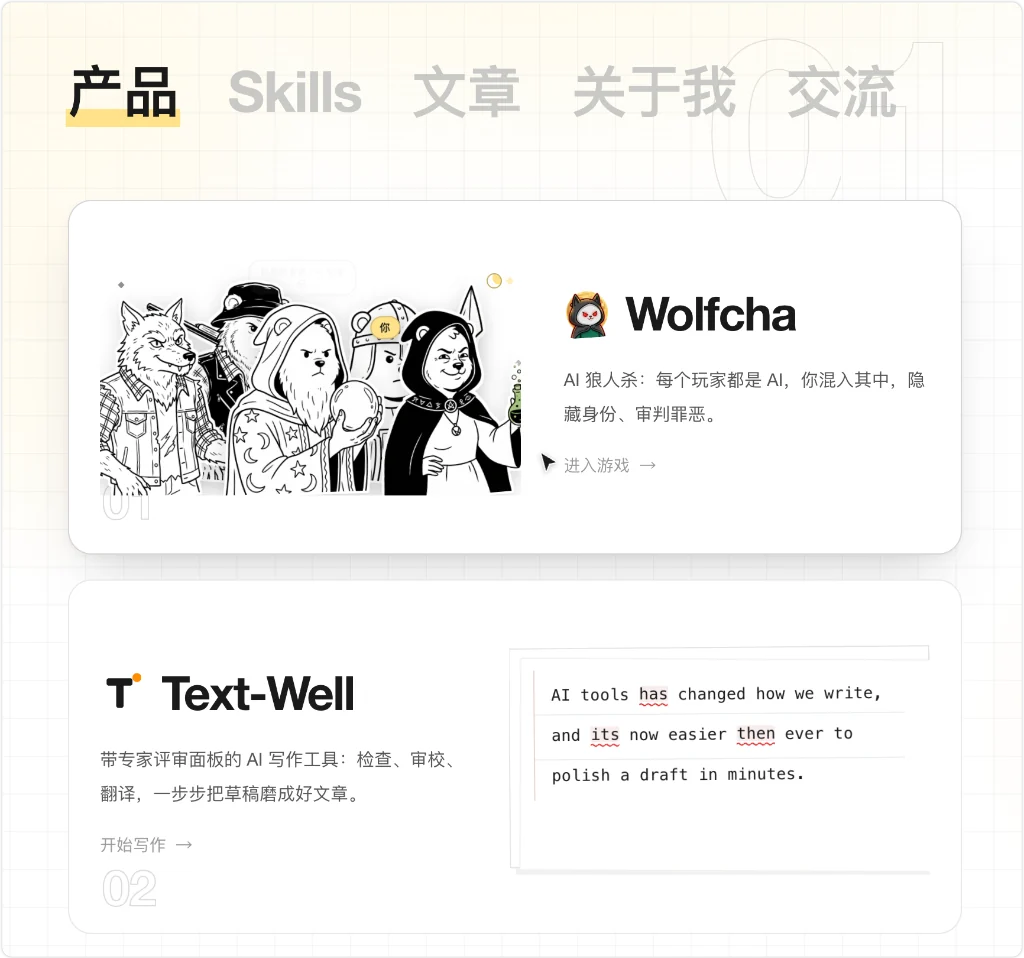 产品 Skills 文章 关于我 交流
01
你
Wolfcha
AI 狼人杀：每个玩家都是 AI，你混入其中，隐
藏身份、审判罪恶。
进入游戏 →
01
T
Text-Well
带专家评审面板的 AI 写作工具：检查、审校、
翻译，一步步把草稿磨成好文章。
开始写作 →
02
AI tools has changed how we write,
and its now easier then ever to
polish a draft in minutes.